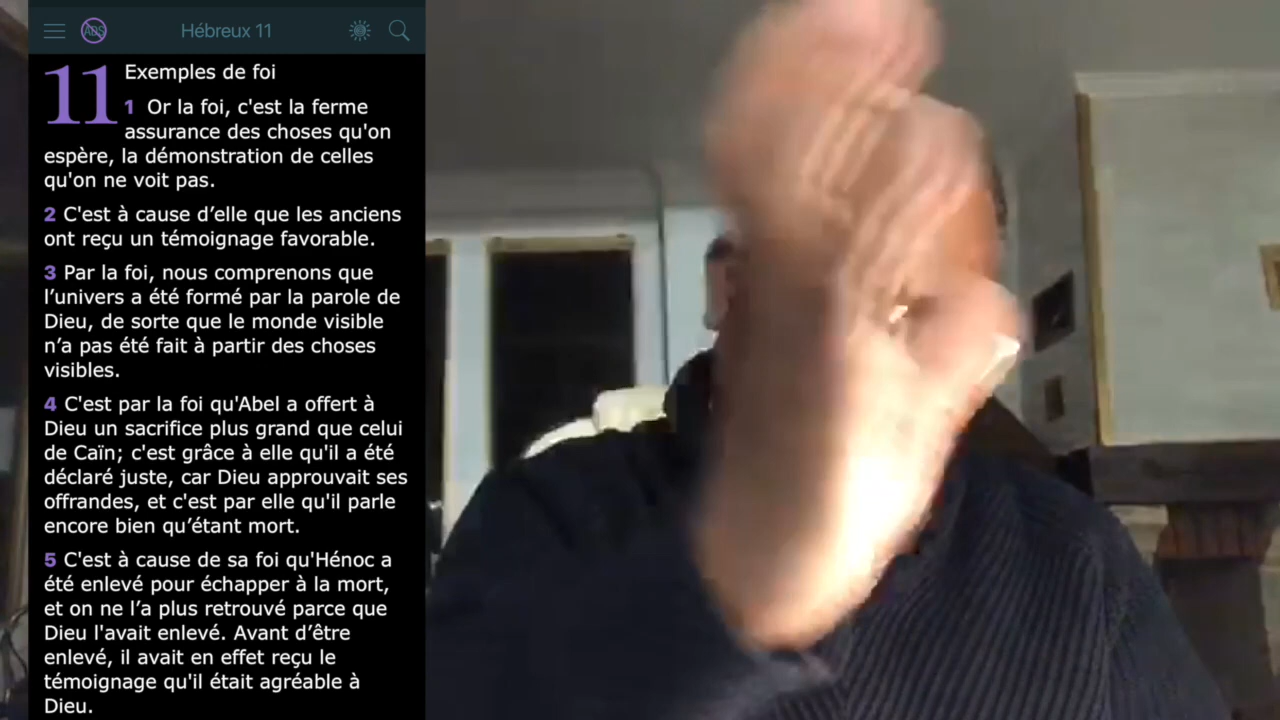 ADS
Hébreux 11
11
Exemples de foi
1 Or la foi, c'est la ferme
assurance des choses qu'on
espère, la démonstration de celles
qu'on ne voit pas.
2 C'est à cause d’elle que les anciens
ont reçu un témoignage favorable.
3 Par la foi, nous comprenons que
l’univers a été formé par la parole de
Dieu, de sorte que le monde visible
n’a pas été fait à partir des choses
visibles.
4 C'est par la foi qu'Abel a offert à
Dieu un sacrifice plus grand que celui
de Caïn; c'est grâce à elle qu'il a été
déclaré juste, car Dieu approuvait ses
offrandes, et c'est par elle qu'il parle
encore bien qu’étant mort.
5 C'est à cause de sa foi qu'Hénoc a
été enlevé pour échapper à la mort,
et on ne l’a plus retrouvé parce que
Dieu l'avait enlevé. Avant d’être
enlevé, il avait en effet reçu le
témoignage qu'il était agréable à
Dieu.